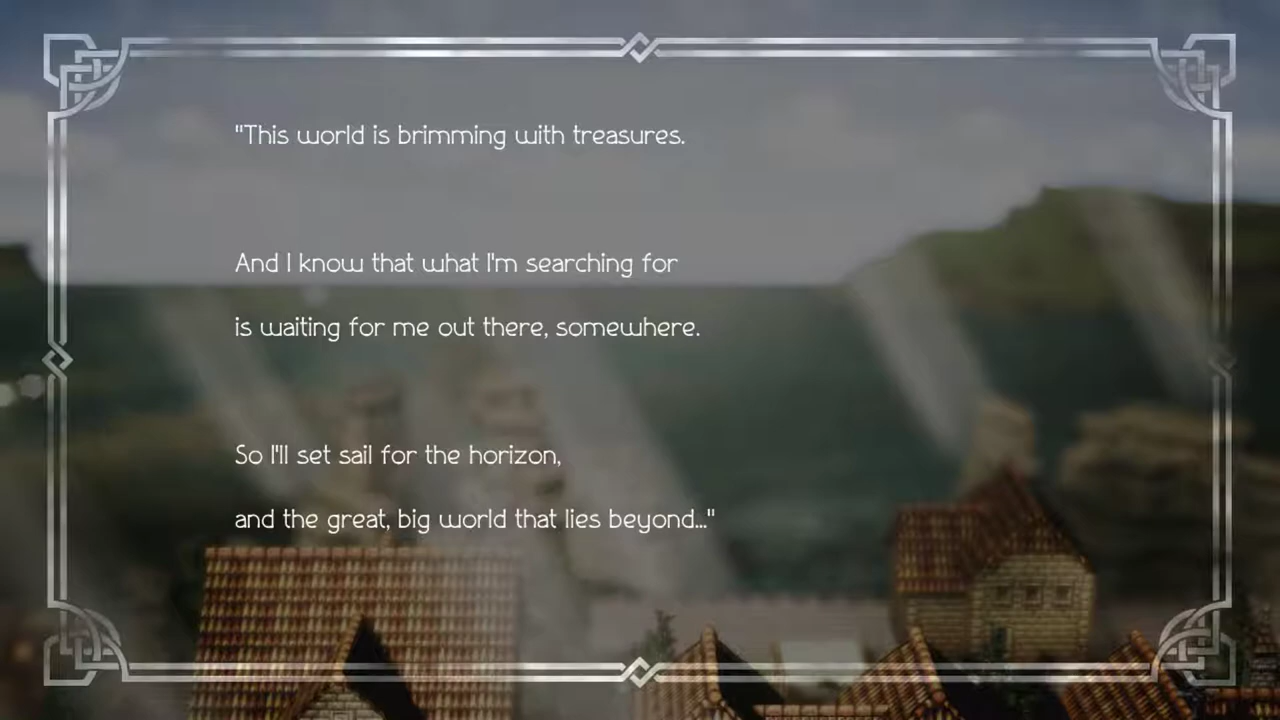 "This world is brimming with treasures.
And I know that what I'm searching for
is waiting for me out there, somewhere.
So I'll set sail for the horizon,
and the great, big world that lies beyond..."